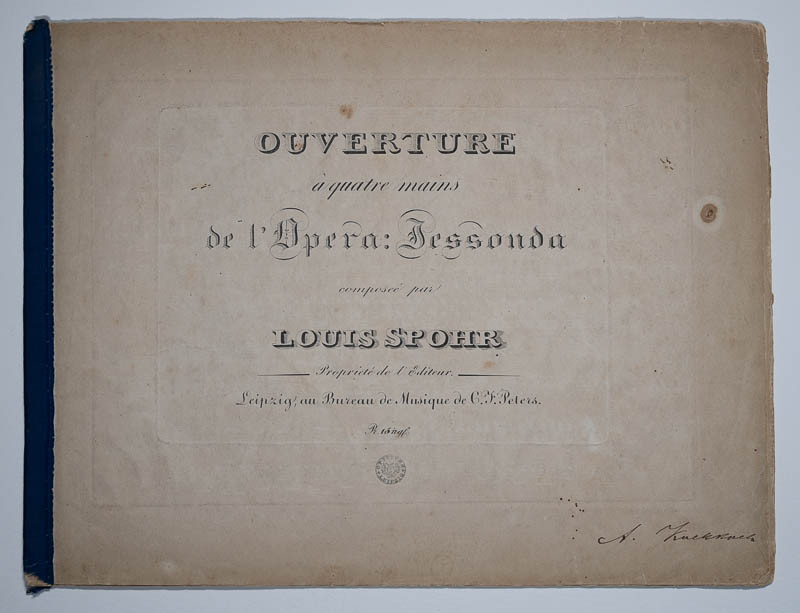 OUVERTURE
à quatre mains
de l'Opera: Jessonda
composée par
LOUIS SPOHR
Propriété de l'Editeur.
Leipzig, au Bureau de Musique de C. F. Peters.
A. Koekkoek